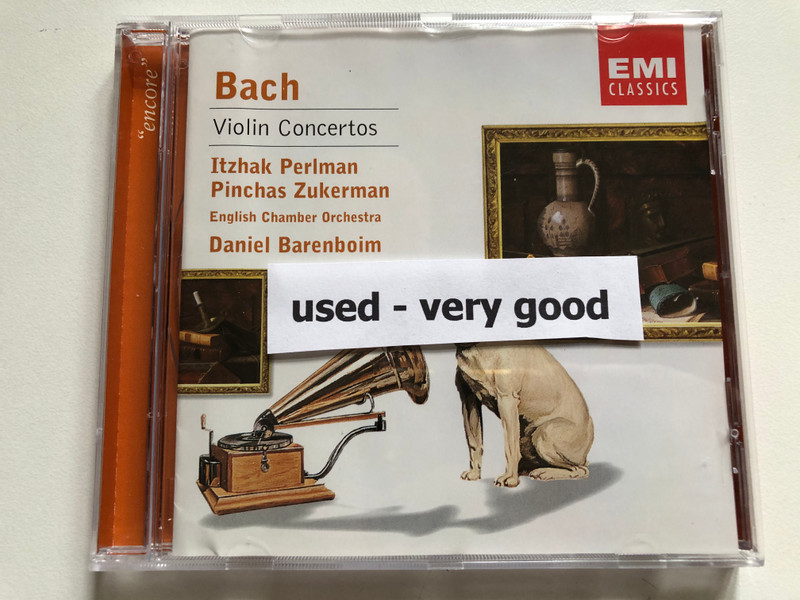 "encore"
Bach
Violin Concertos
Itzhak Perlman
Pinchas Zukerman
English Chamber Orchestra
Daniel Barenboim
EMI
CLASSICS
used - very good